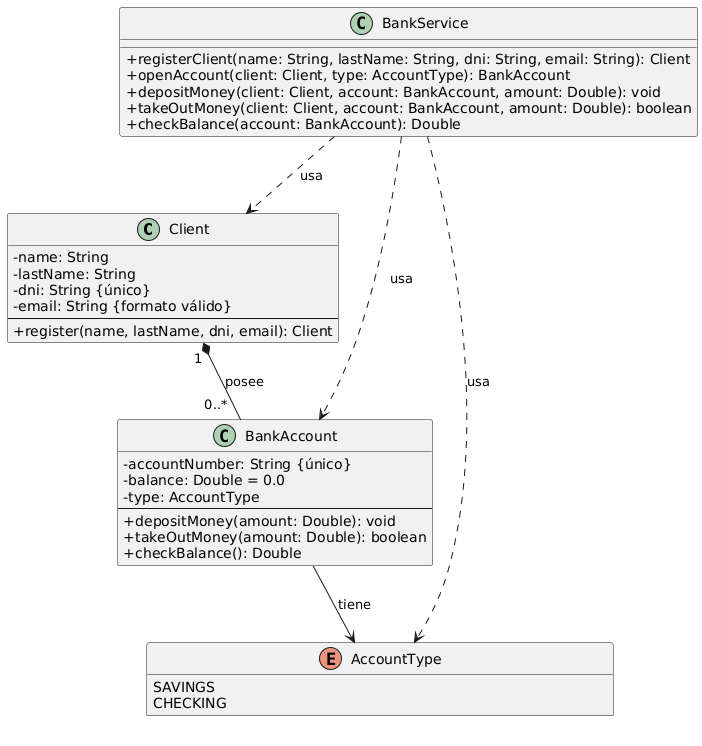 C BankService
+registerClient(name: String, lastName: String, dni: String, email: String): Client
+openAccount(client: Client, type: AccountType): BankAccount
+depositMoney(client: Client, account: BankAccount, amount: Double): void
+takeOutMoney(client: Client, account: BankAccount, amount: Double): boolean
+checkBalance(account: BankAccount): Double
usa
C Client
-name: String
-lastName: String
-dni: String {único}
-email: String {formato válido}
+register(name, lastName, dni, email): Client
usa
1
posee
usa
0..*
C BankAccount
-accountNumber: String {único}
-balance: Double = 0.0
-type: AccountType
+depositMoney(amount: Double): void
+takeOutMoney(amount: Double): boolean
+checkBalance(): Double
tiene
E AccountType
SAVINGS
CHECKING